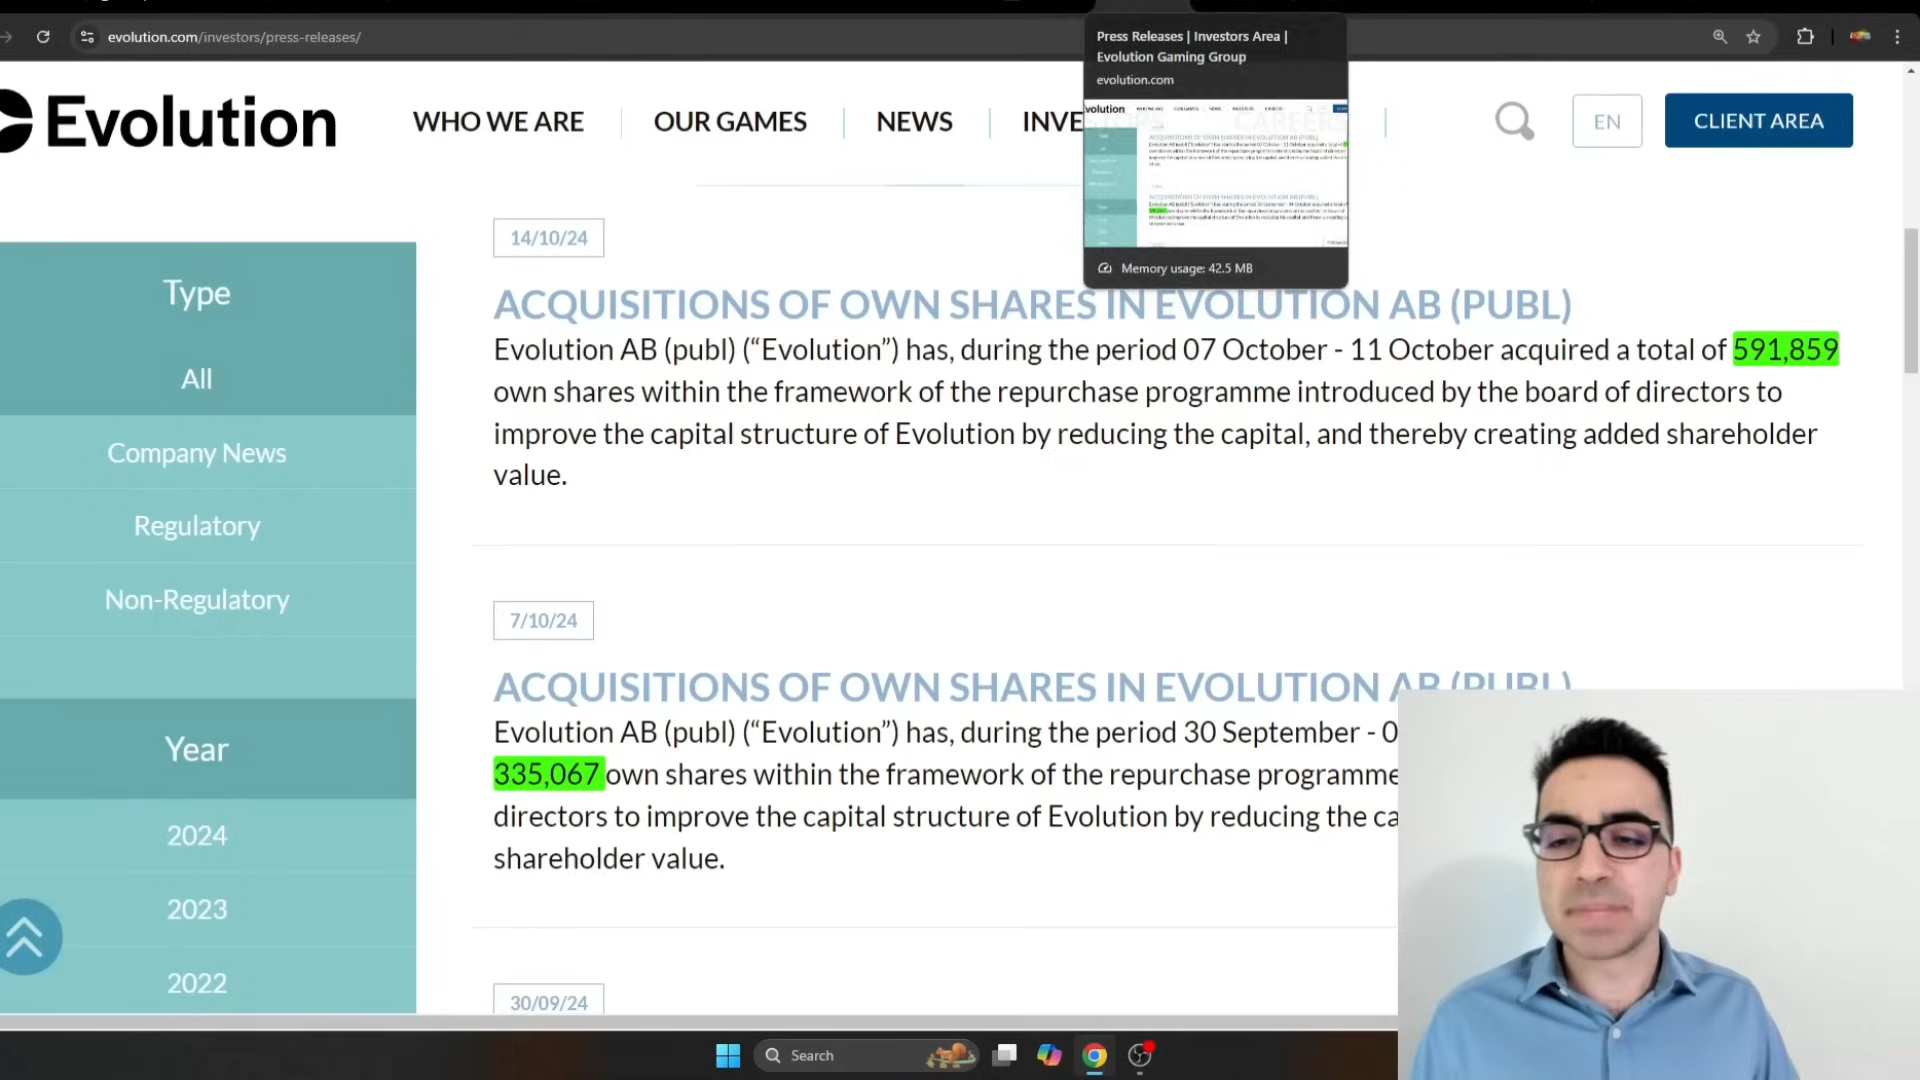 evolution.com/investors/press-releases/
Press Releases | Investors Area |
Evolution Gaming Group
evolution.com
Memory usage: 42.5 MB
Evolution
WHO WE ARE
OUR GAMES
NEWS
INVE
EN
CLIENT AREA
Type
All
Company News
Regulatory
Non-Regulatory
Year
2024
2023
2022
14/10/24
ACQUISITIONS OF OWN SHARES IN EVOLUTION AB (PUBL)
Evolution AB (publ) (“Evolution”) has, during the period 07 October - 11 October acquired a total of 591,859
own shares within the framework of the repurchase programme introduced by the board of directors to
improve the capital structure of Evolution by reducing the capital, and thereby creating added shareholder
value.
7/10/24
ACQUISITIONS OF OWN SHARES IN EVOLUTION AB (PUBL)
Evolution AB (publ) (“Evolution”) has, during the period 30 September - 0
335,067 own shares within the framework of the repurchase programme
directors to improve the capital structure of Evolution by reducing the ca
shareholder value.
30/09/24
Search